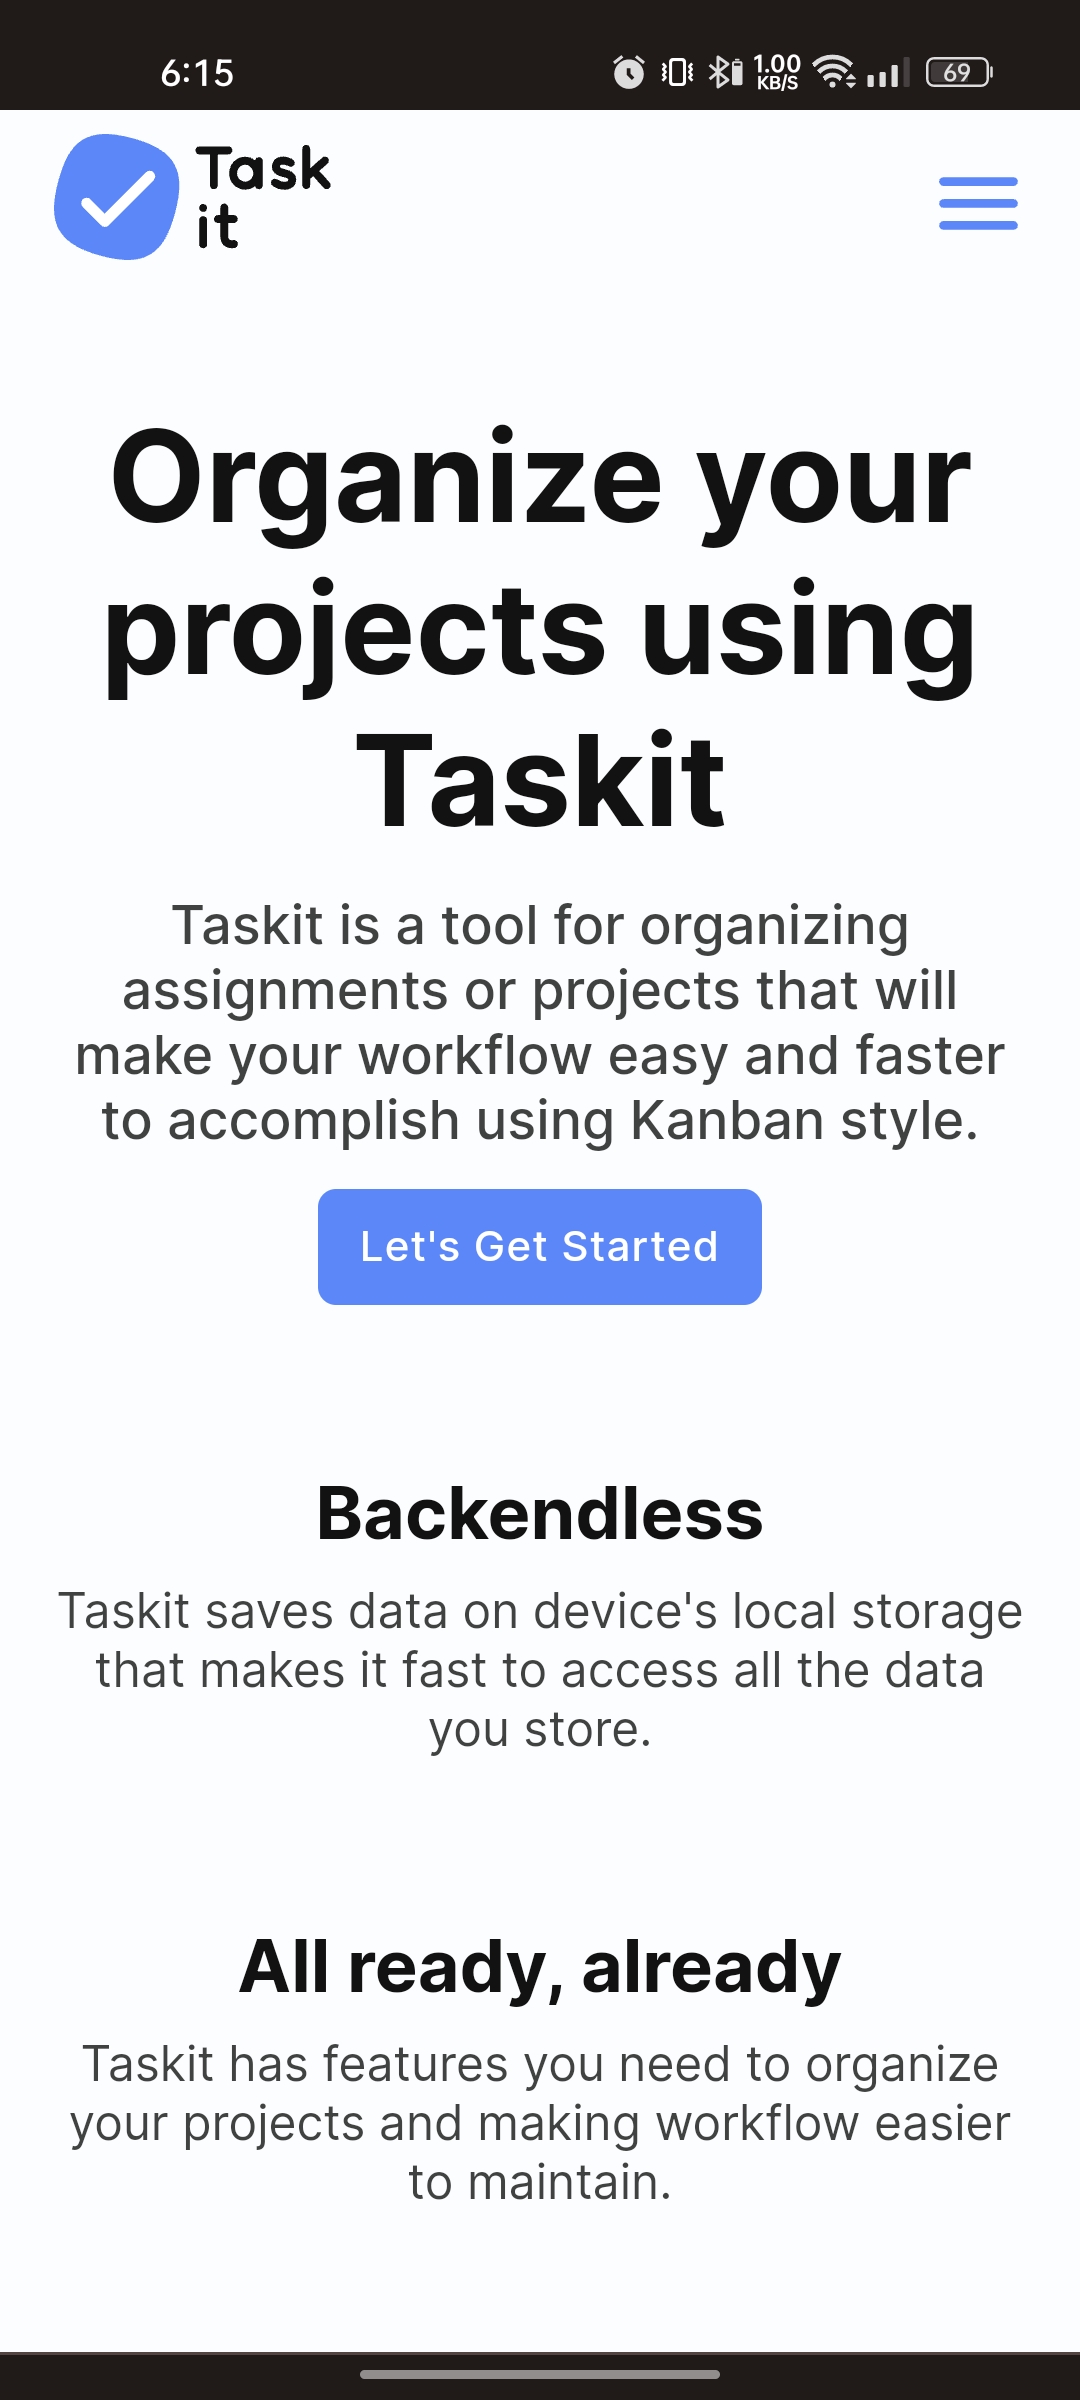 6:15
1.00
KB/S
69
Task
it
Organize your
projects using
Taskit
Taskit is a tool for organizing
assignments or projects that will
make your workflow easy and faster
to accomplish using Kanban style.
Let's Get Started
Backendless
Taskit saves data on device's local storage
that makes it fast to access all the data
you store.
All ready, already
Taskit has features you need to organize
your projects and making workflow easier
to maintain.